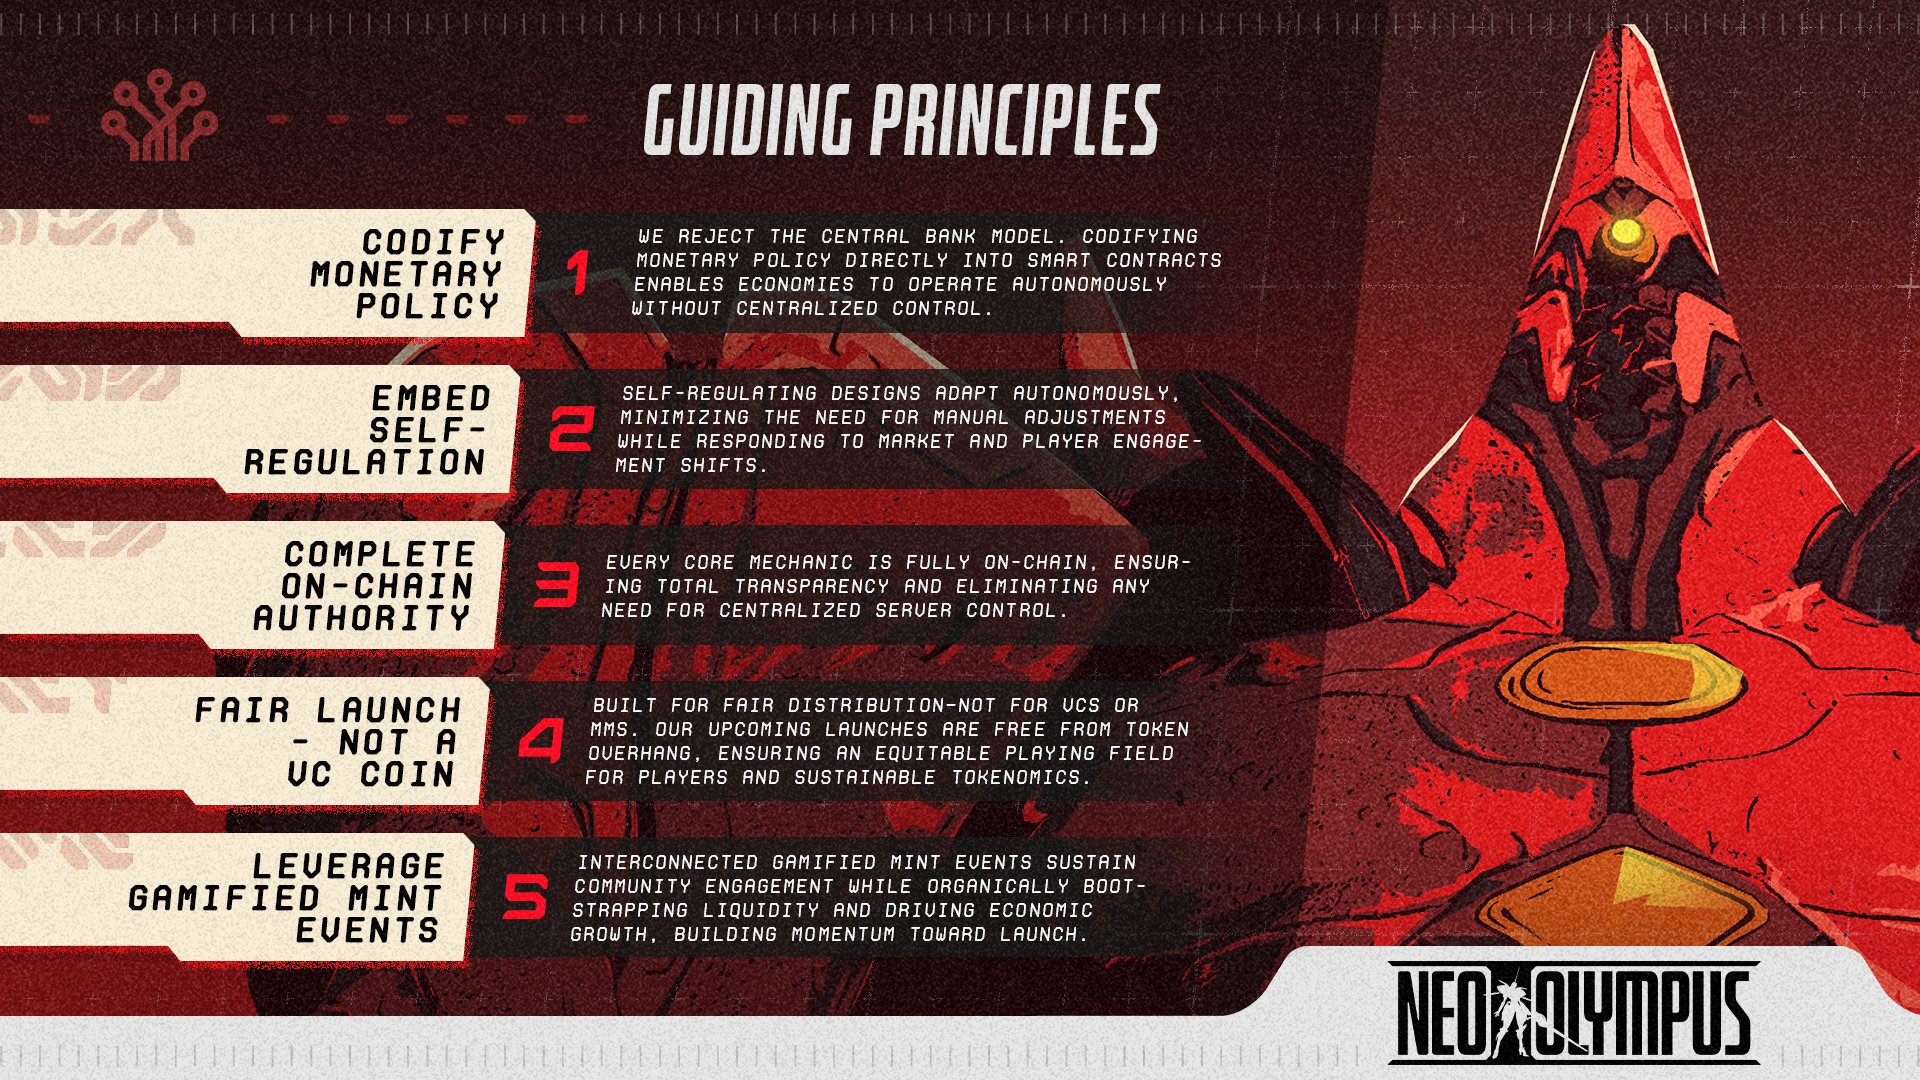 GUIDING PRINCIPLES
CODIFY
MONETARY
POLICY
1
WE REJECT THE CENTRAL BANK MODEL. CODIFYING
MONETARY POLICY DIRECTLY INTO SMART CONTRACTS
ENABLES ECONOMIES TO OPERATE AUTONOMOUSLY
WITHOUT CENTRALIZED CONTROL.
EMBED
SELF-
REGULATION
2
SELF-REGULATING DESIGNS ADAPT AUTONOMOUSLY,
MINIMIZING THE NEED FOR MANUAL ADJUSTMENTS
WHILE RESPONDING TO MARKET AND PLAYER ENGAGE-
MENT SHIFTS.
COMPLETE
ON-CHAIN
AUTHORITY
3
EVERY CORE MECHANIC IS FULLY ON-CHAIN, ENSUR-
ING TOTAL TRANSPARENCY AND ELIMINATING ANY
NEED FOR CENTRALIZED SERVER CONTROL.
FAIR LAUNCH
- NOT A
VC COIN
4
BUILT FOR FAIR DISTRIBUTION—NOT FOR VCS OR
MMS. OUR UPCOMING LAUNCHES ARE FREE FROM TOKEN
OVERHANG, ENSURING AN EQUITABLE PLAYING FIELD
FOR PLAYERS AND SUSTAINABLE TOKENOMICS.
LEVERAGE
GAMIFIED MINT
EVENTS
5
INTERCONNECTED GAMIFIED MINT EVENTS SUSTAIN
COMMUNITY ENGAGEMENT WHILE ORGANICALLY BOOT-
STRAPPING LIQUIDITY AND DRIVING ECONOMIC
GROWTH, BUILDING MOMENTUM TOWARD LAUNCH.
NEO OLYMPUS